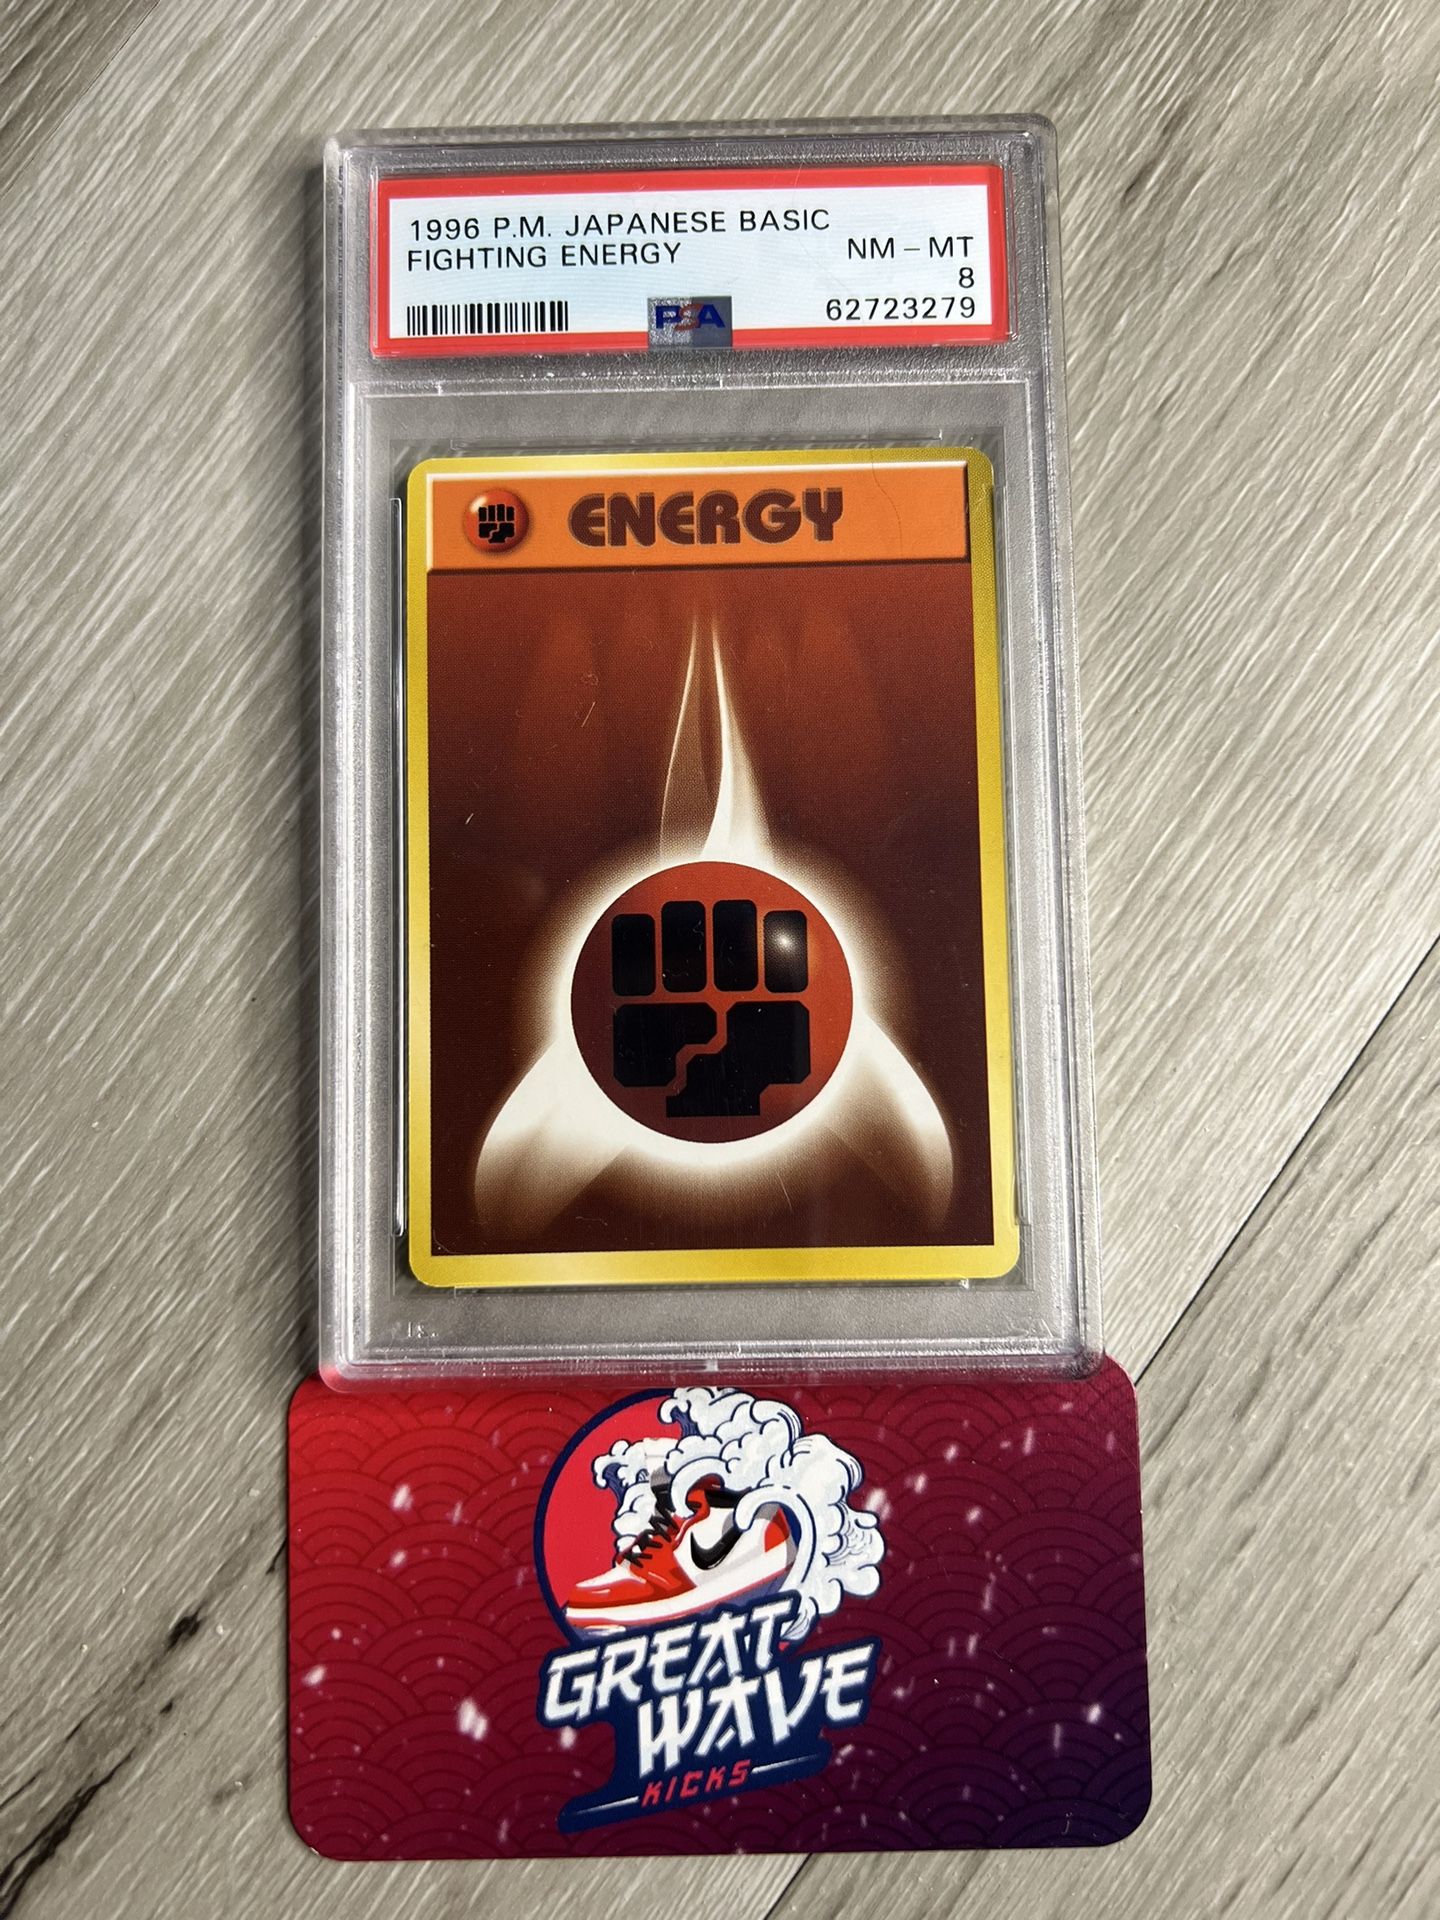 1996 P.M. JAPANESE BASIC
FIGHTING ENERGY
NM - MT
8
62723279
PSA
ENERGY
GREAT
WAVE
KICKS